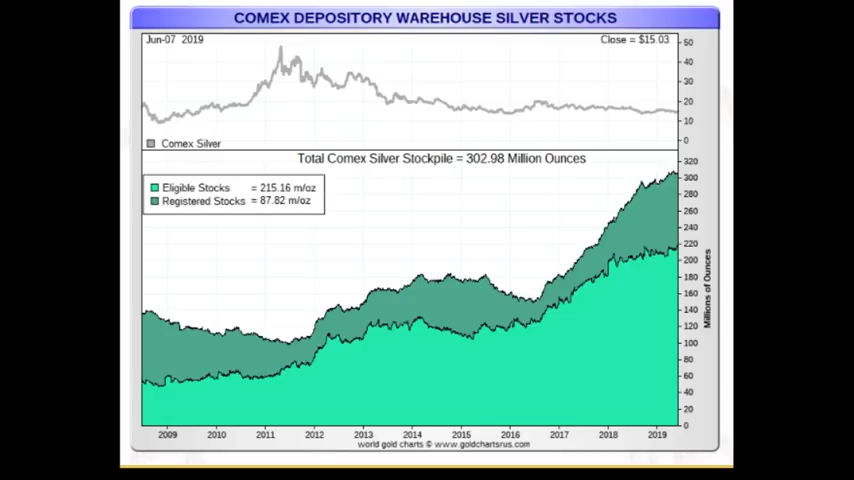 COMEX DEPOSITORY WAREHOUSE SILVER STOCKS
Jun-07 2019
Close = $15.03
50
40
30
20
10
0
Comex Silver
Total Comex Silver Stockpile = 302.98 Million Ounces
Eligible Stocks = 215.16 m/oz
Registered Stocks = 87.82 m/oz
320
300
280
260
240
220
200
180
160
140
120
100
80
60
40
20
0
Millions of Ounces
2009 2010 2011 2012 2013 2014 2015 2016 2017 2018 2019
world gold charts © www.goldchartsrus.com